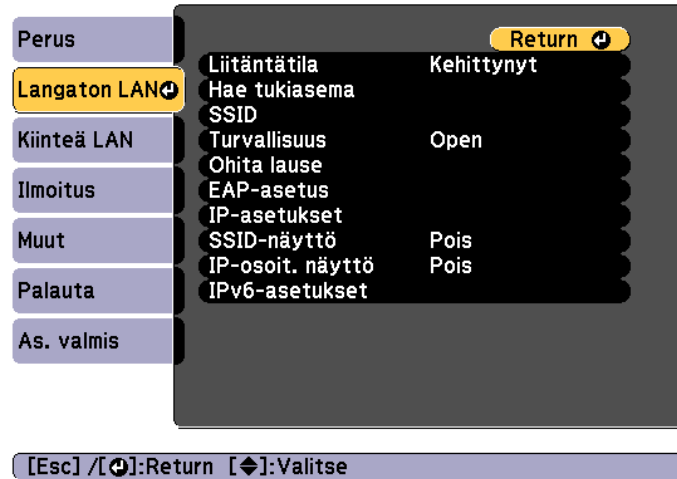 Perus
Langaton LAN
Kiinteä LAN
Ilmoitus
Muut
Palauta
As. valmis
Return
Liitäntätila Kehittynyt
Hae tukiasema
SSID
Turvallisuus Open
Ohita lause
EAP-asetus
IP-asetukset
SSID-näyttö Pois
IP-osoit. näyttö Pois
IPv6-asetukset
[Esc] /[⏎]:Return [◆]:Valitse